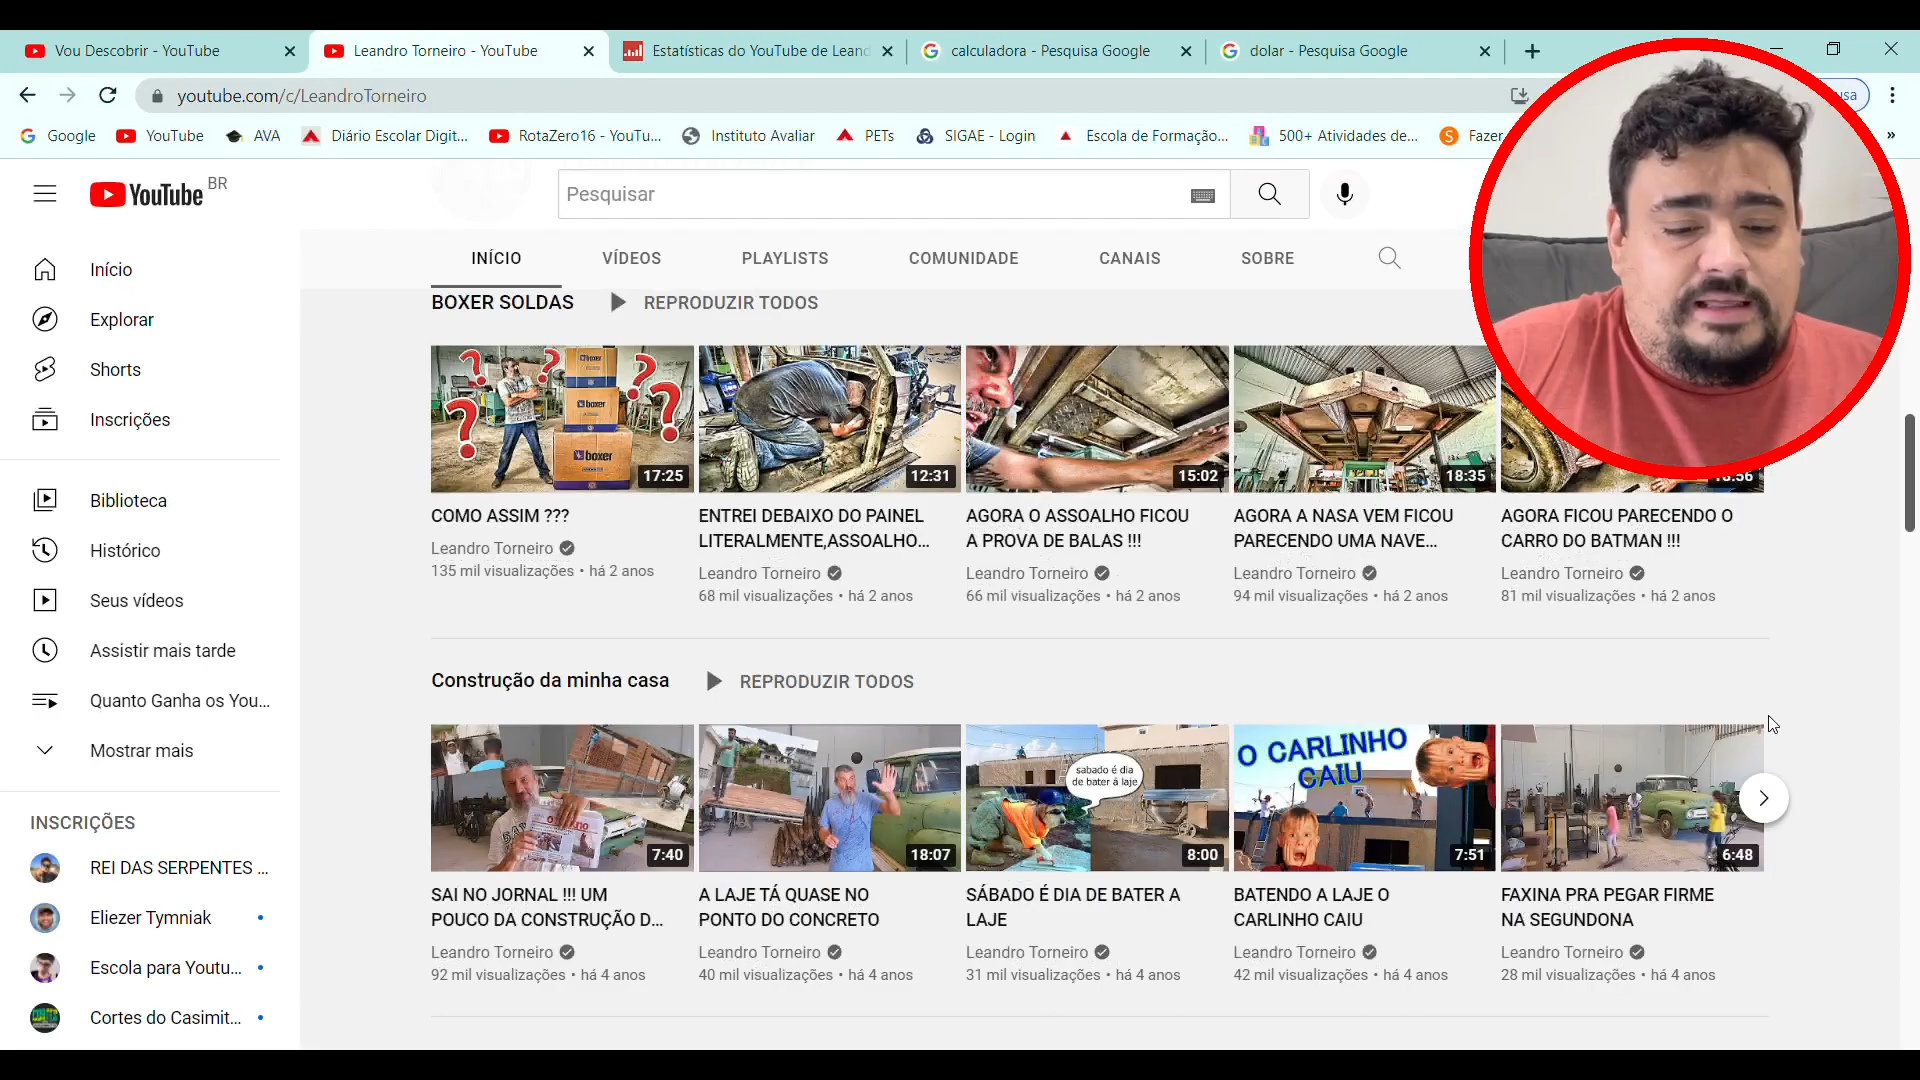 Vou Descobrir - YouTube
Leandro Torneiro - YouTube
Estatísticas do YouTube de Leand
calculadora - Pesquisa Google
dolar - Pesquisa Google
youtube.com/c/LeandroTorneiro
usa
Google
YouTube
AVA
Diário Escolar Digit...
RotaZero16 - YouTu...
Instituto Avaliar
PETs
SIGAE - Login
Escola de Formação...
500+ Atividades de...
Fazer
YouTube BR
Pesquisar
INÍCIO
VÍDEOS
PLAYLISTS
COMUNIDADE
CANAIS
SOBRE
Início
Explorar
Shorts
Inscrições
Biblioteca
Histórico
Seus vídeos
Assistir mais tarde
Quanto Ganha os You...
Mostrar mais
INSCRIÇÕES
REI DAS SERPENTES ...
Eliezer Tymniak
Escola para Youtu...
Cortes do Casimit...
BOXER SOLDAS
REPRODUZIR TODOS
boxer
boxer
boxer
17:25
12:31
15:02
18:35
COMO ASSIM ???
Leandro Torneiro
135 mil visualizações • há 2 anos
ENTREI DEBAIXO DO PAINEL
LITERALMENTE,ASSOALHO...
Leandro Torneiro
68 mil visualizações • há 2 anos
AGORA O ASSOALHO FICOU
A PROVA DE BALAS !!!
Leandro Torneiro
66 mil visualizações • há 2 anos
AGORA A NASA VEM FICOU
PARECENDO UMA NAVE...
Leandro Torneiro
94 mil visualizações • há 2 anos
AGORA FICOU PARECENDO O
CARRO DO BATMAN !!!
Leandro Torneiro
81 mil visualizações • há 2 anos
Construção da minha casa
REPRODUZIR TODOS
7:40
18:07
sabado é dia
de bater á laje
8:00
O CARLINHO
CAIU
7:51
6:48
SAI NO JORNAL !!! UM
POUCO DA CONSTRUÇÃO D...
Leandro Torneiro
92 mil visualizações • há 4 anos
A LAJE TÁ QUASE NO
PONTO DO CONCRETO
Leandro Torneiro
40 mil visualizações • há 4 anos
SÁBADO É DIA DE BATER A
LAJE
Leandro Torneiro
31 mil visualizações • há 4 anos
BATENDO A LAJE O
CARLINHO CAIU
Leandro Torneiro
42 mil visualizações • há 4 anos
FAXINA PRA PEGAR FIRME
NA SEGUNDONA
Leandro Torneiro
28 mil visualizações • há 4 anos